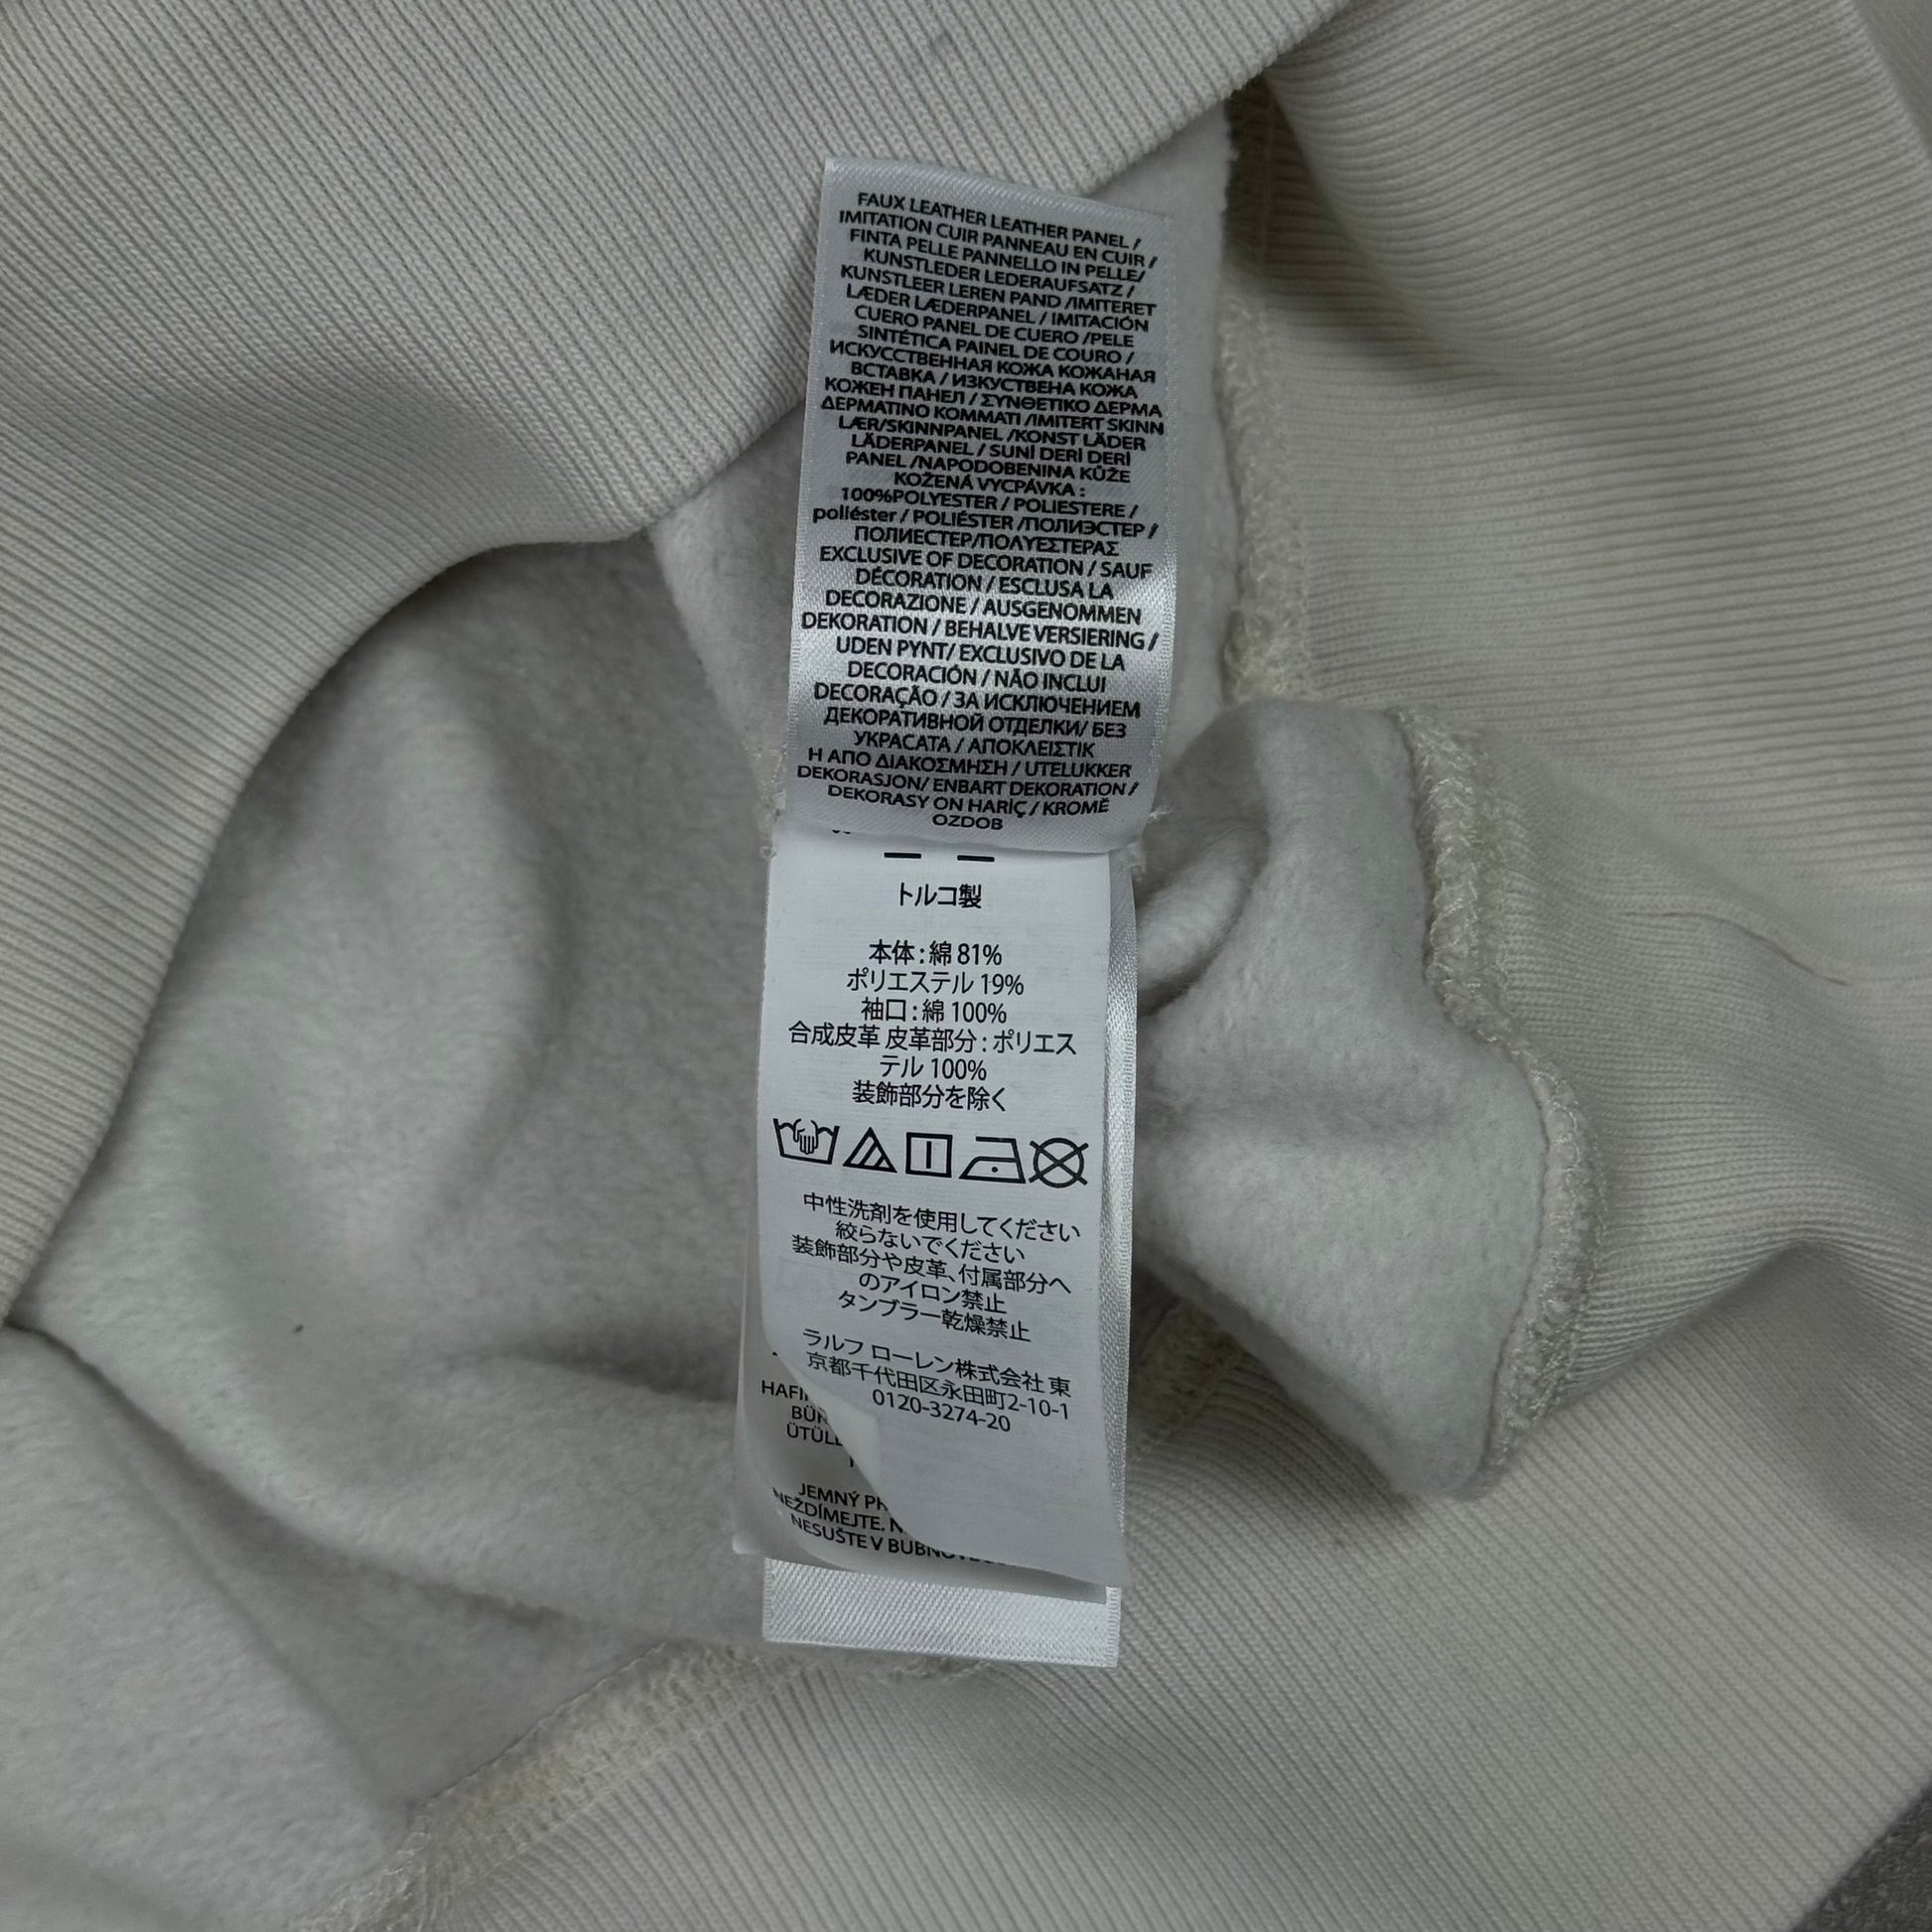 FAUX LEATHER LEATHER PANEL /
IMITATION CUIR PANNEAU EN CUIR /
FINTA PELLE PANNELLO IN PELLE/
KUNSTLEDER LEDERAUFSATZ /
KUNSTLEER LEREN PAND /IMITERET
LÆDER LÆDERPANEL / IMITACIÓN
CUERO PANEL DE CUERO /PELE
SINTÉTICA PAINEL DE COURO /
ИСКУССТВЕННАЯ КОЖА КОЖАНАЯ
ВСТАВКА / ИЗКУСТВЕНА КОЖА
КОЖЕН ПАНЕЛ / ΣΥΝΘΕΤΙΚΟ ΔΕΡΜΑ
ΔΕΡΜΑΤΙΝΟ ΚΟΜΜΑΤΙ /IMITERT SKINN
LÆR/SKINNPANEL /KONST LÄDER
LÄDERPANEL / SUNİ DERİ DERİ
PANEL /NAPODOBENINA KŮŽE
KOŽENÁ VYCPÁVKA :
100%POLYESTER / POLIESTERE /
poliéster / POLIÉSTER /ПОЛИЭСТЕР /
ПОЛИЕСТЕР/ΠΟΛΥΕΣΤΕΡΑΣ
EXCLUSIVE OF DECORATION / SAUF
DÉCORATION / ESCLUSA LA
DECORAZIONE / AUSGENOMMEN
DEKORATION / BEHALVE VERSIERING /
UDEN PYNT/ EXCLUSIVO DE LA
DECORACIÓN / NÃO INCLUI
DECORAÇÃO / ЗА ИСКЛЮЧЕНИЕМ
ДЕКОРАТИВНОЙ ОТДЕЛКИ/ БЕЗ
УКРАСАТА / ΑΠΟΚΛΕΙΣΤΙΚ
Η ΑΠΟ ΔΙΑΚΟΣΜΗΣΗ / UTELUKKER
DEKORASJON/ ENBART DEKORATION /
DEKORASY ON HARİÇ / KROMĚ
OZDOB
トルコ製
本体 : 綿 81%
ポリエステル 19%
袖口 : 綿 100%
合成皮革 皮革部分 : ポリエス
テル 100%
装飾部分を除く
中性洗剤を使用してください
絞らないでください
装飾部分や皮革、付属部分へ
のアイロン禁止
タンブラー乾燥禁止
ラルフ ローレン株式会社 東
京都千代田区永田町2-10-1
0120-3274-20
JEMNÝ
NEŽDÍMEJTE.
NESUŠTE V